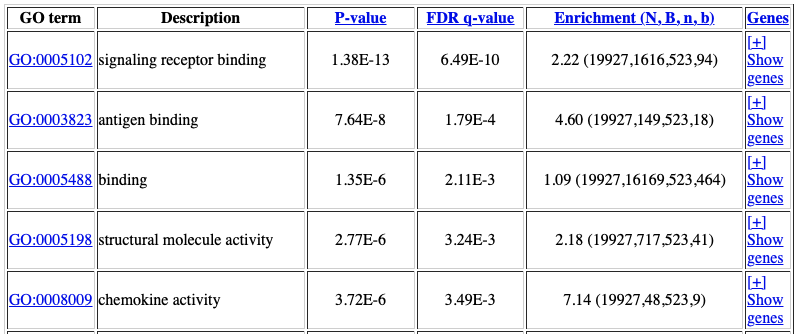 GO term Description P-value FDR q-value Enrichment (N, B, n, b) Genes
GO:0005102 signaling receptor binding 1.38E-13 6.49E-10 2.22 (19927,1616,523,94) [+] Show genes
GO:0003823 antigen binding 7.64E-8 1.79E-4 4.60 (19927,149,523,18) [+] Show genes
GO:0005488 binding 1.35E-6 2.11E-3 1.09 (19927,16169,523,464) [+] Show genes
GO:0005198 structural molecule activity 2.77E-6 3.24E-3 2.18 (19927,717,523,41) [+] Show genes
GO:0008009 chemokine activity 3.72E-6 3.49E-3 7.14 (19927,48,523,9) [+] Show genes